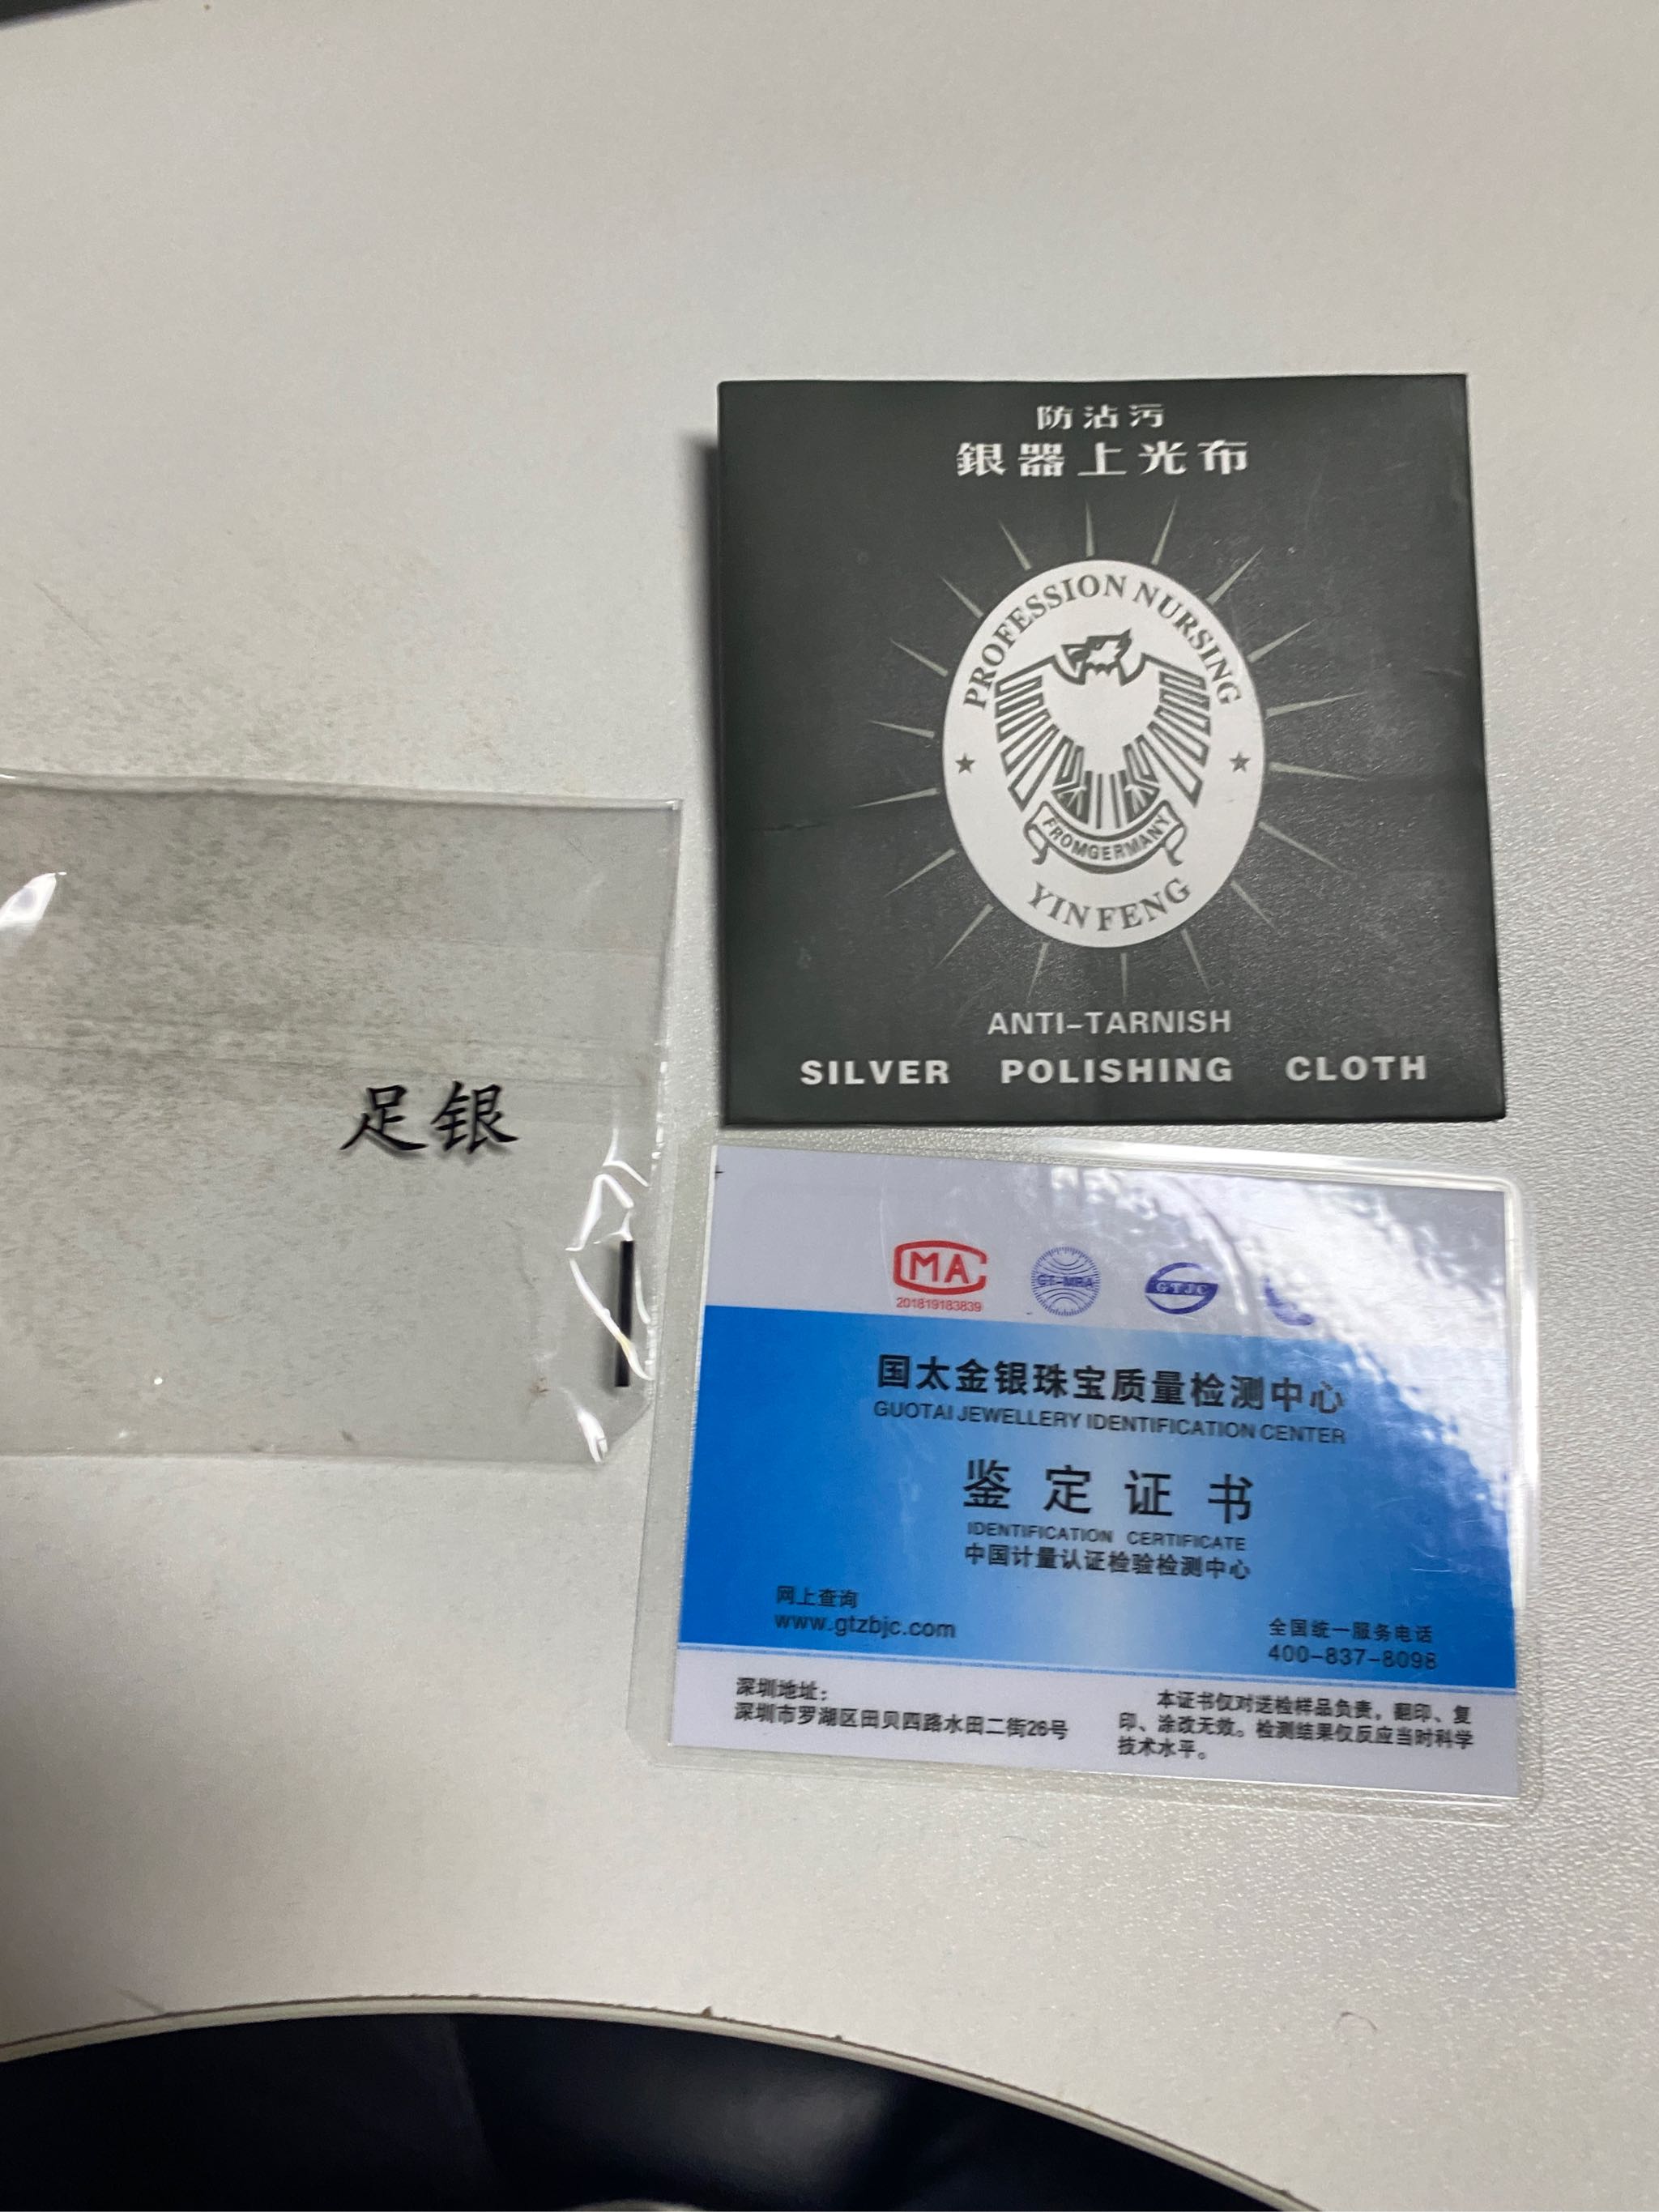 防沾污
銀器上光布
PROFESSION NURSING
FROMGERMANY
YINFENG
ANTI-TARNISH
SILVER POLISHING CLOTH
足银
MA
201819183839
GT-MRA
GTJC
国太金银珠宝质量检测中心
GUOTAI JEWELLERY IDENTIFICATION CENTER
鉴定证书
IDENTIFICATION CERTIFICATE
中国计量认证检验检测中心
网上查询
www.gtzbjc.com
全国统一服务电话
400-837-8098
深圳地址:
深圳市罗湖区田贝四路水田二街26号
本证书仅对送检样品负责,翻印、复
印、涂改无效。检测结果仅反应当时科学
技术水平。